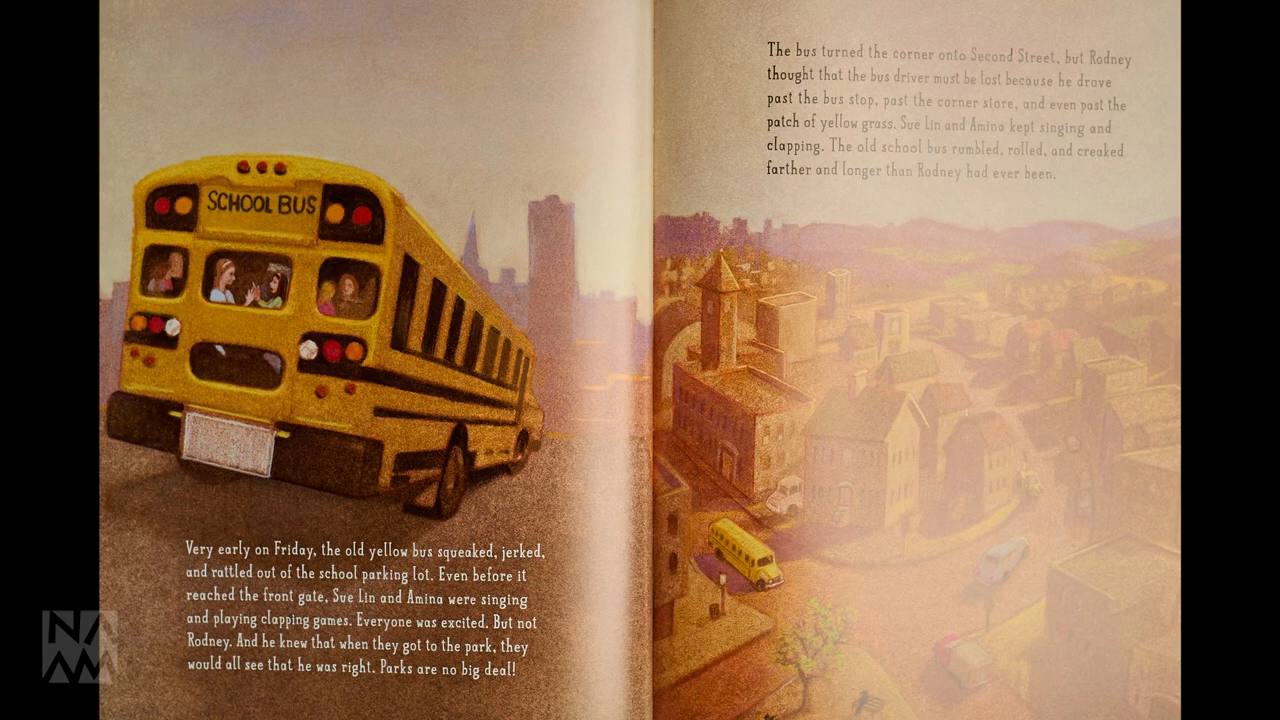 SCHOOL BUS
Very early on Friday, the old yellow bus squeaked, jerked,
and rattled out of the school parking lot. Even before it
reached the front gate, Sue Lin and Amina were singing
and playing clapping games. Everyone was excited. But not
Rodney. And he knew that when they got to the park, they
would all see that he was right. Parks are no big deal!
The bus turned the corner onto Second Street, but Rodney
thought that the bus driver must be lost because he drove
past the bus stop, past the corner store, and even past the
patch of yellow grass. Sue Lin and Amina kept singing and
clapping. The old school bus rumbled, rolled, and creaked
farther and longer than Rodney had ever been.
NA
AM